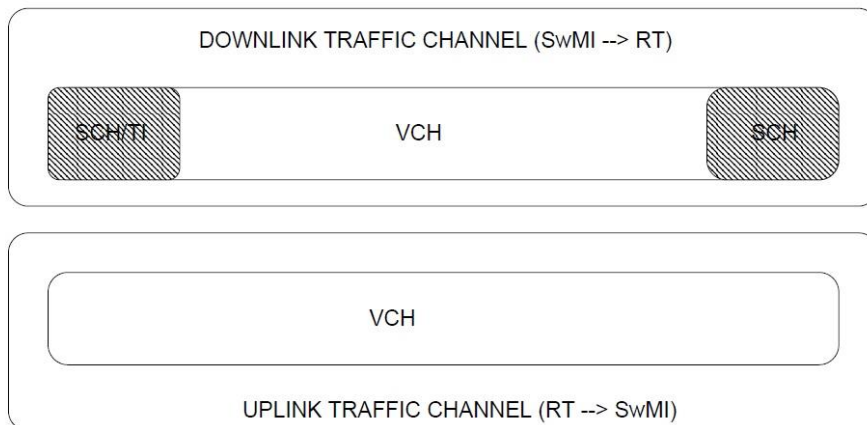 DOWNLINK TRAFFIC CHANNEL (SwMI --> RT)
SCH/TI VCH SCH
VCH
UPLINK TRAFFIC CHANNEL (RT --> SwMI)